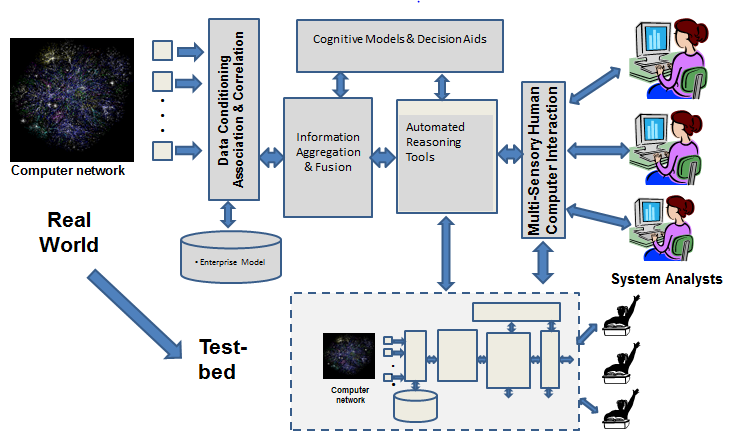 Cognitive Models & Decision Aids
Data Conditioning
Association & Correlation
Information
Aggregation
& Fusion
Automated
Reasoning
Tools
Multi-Sensory Human
Computer Interaction
Computer network
Real
World
• Enterprise Model
System Analysts
Test-
bed
Computer
network